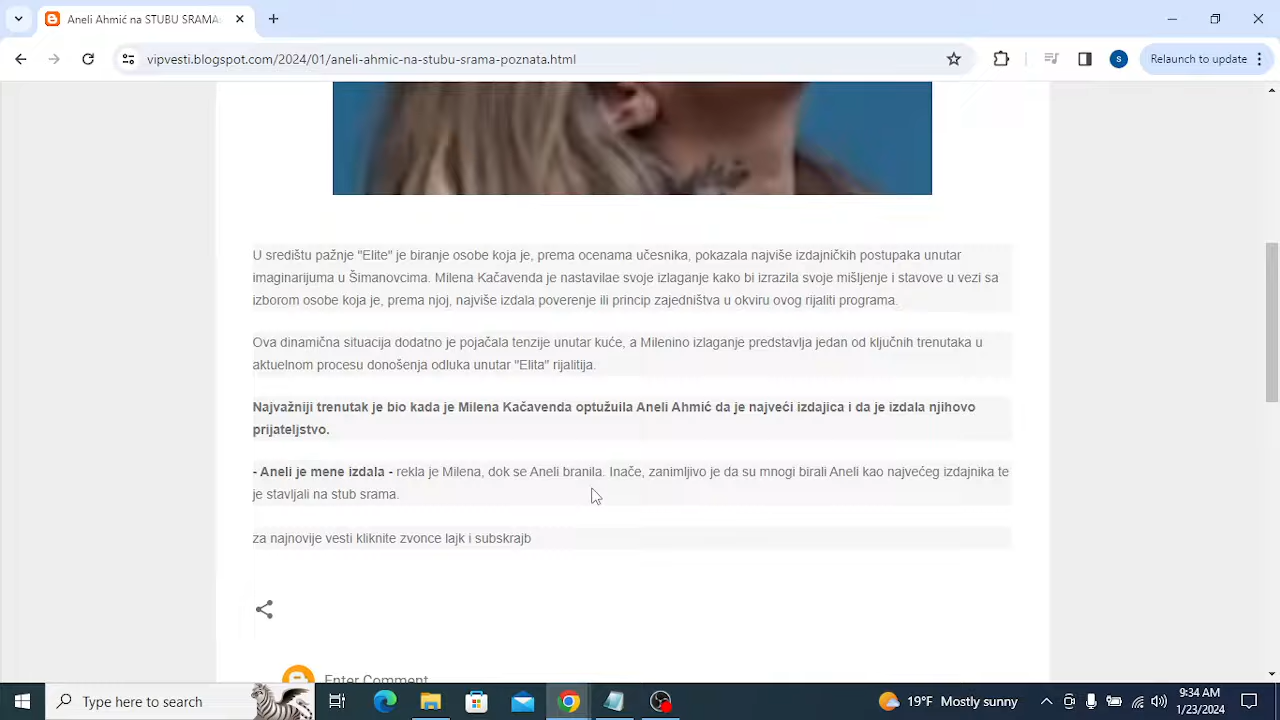 Aneli Ahmić na STUBU SRAMA:
vipvesti.blogspot.com/2024/01/aneli-ahmic-na-stubu-srama-poznata.html
S
Relaunch to update
U središtu pažnje "Elite" je biranje osobe koja je, prema ocenama učesnika, pokazala najviše izdajničkih postupaka unutar
imaginarijuma u Šimanovcima. Milena Kačavenda je nastavilae svoje izlaganje kako bi izrazila svoje mišljenje i stavove u vezi sa
izborom osobe koja je, prema njoj, najviše izdala poverenje ili princip zajedništva u okviru ovog rijaliti programa.
Ova dinamična situacija dodatno je pojačala tenzije unutar kuće, a Milenino izlaganje predstavlja jedan od ključnih trenutaka u
aktuelnom procesu donošenja odluka unutar "Elita" rijalitija.
Najvažniji trenutak je bio kada je Milena Kačavenda optužuila Aneli Ahmić da je najveći izdajica i da je izdala njihovo
prijateljstvo.
- Aneli je mene izdala - rekla je Milena, dok se Aneli branila. Inače, zanimljivo je da su mnogi birali Aneli kao najvećeg izdajnika te
je stavljali na stub srama.
za najnovije vesti kliknite zvonce lajk i subskrajb
Enter Comment
Type here to search
19°F Mostly sunny
9:34 AM
1/23/2024